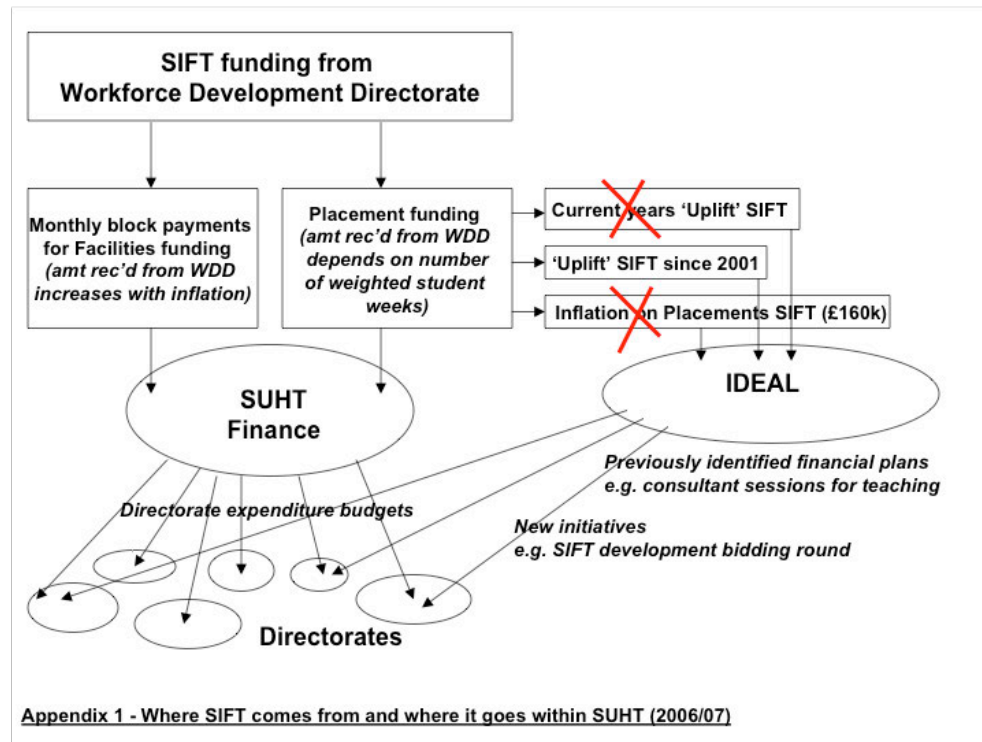 SIFT funding from
Workforce Development Directorate
Monthly block payments
for Facilities funding
(amt rec'd from WDD
increases with inflation)
Placement funding
(amt rec'd from WDD
depends on number
of weighted student
weeks)
Current years 'Uplift' SIFT
'Uplift' SIFT since 2001
Inflation on Placements SIFT (£160k)
SUHT
Finance
IDEAL
Previously identified financial plans
e.g. consultant sessions for teaching
Directorate expenditure budgets
New initiatives
e.g. SIFT development bidding round
Directorates
Appendix 1 - Where SIFT comes from and where it goes within SUHT (2006/07)